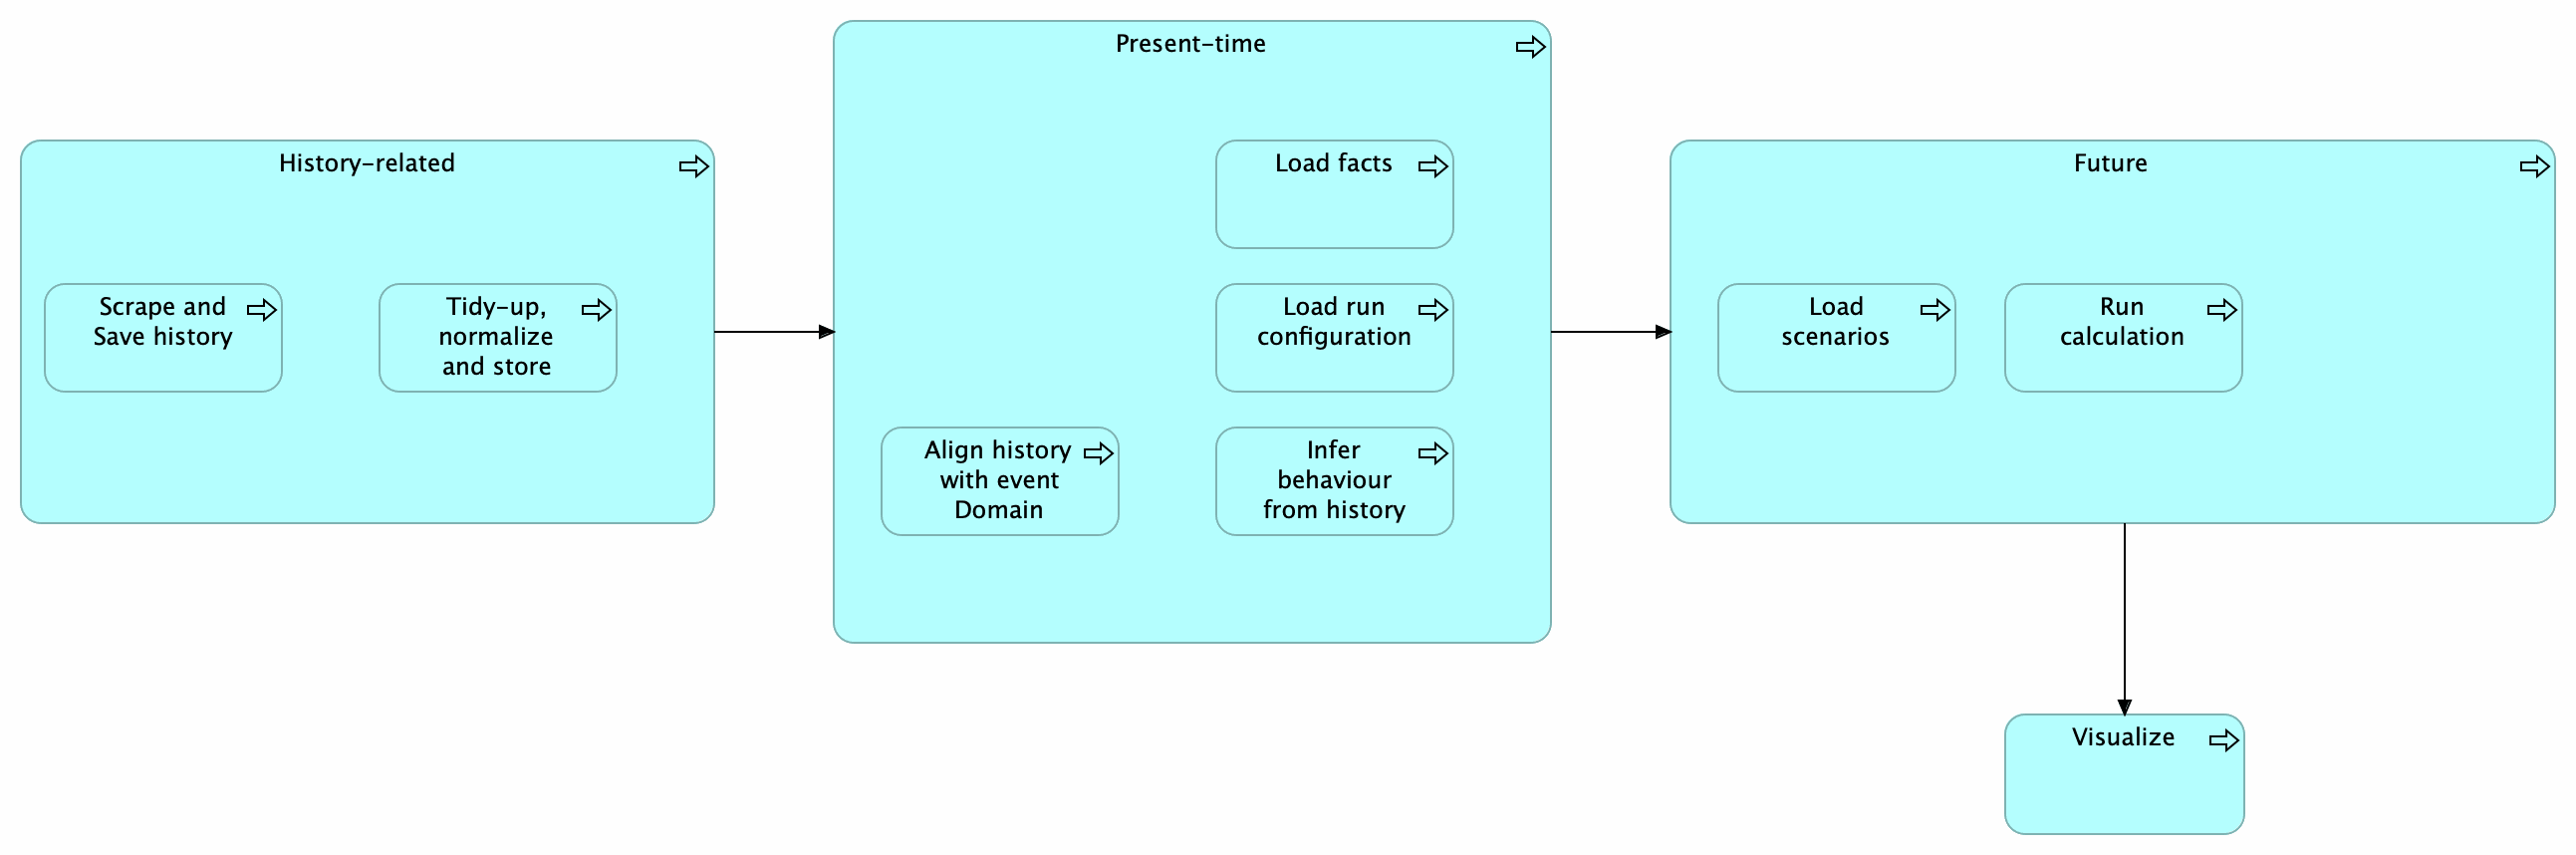 History-related
Scrape and
Save history
Tidy-up,
normalize
and store
Present-time
Load facts
Load run
configuration
Align history
with event
Domain
Infer
behaviour
from history
Future
Load
scenarios
Run
calculation
Visualize